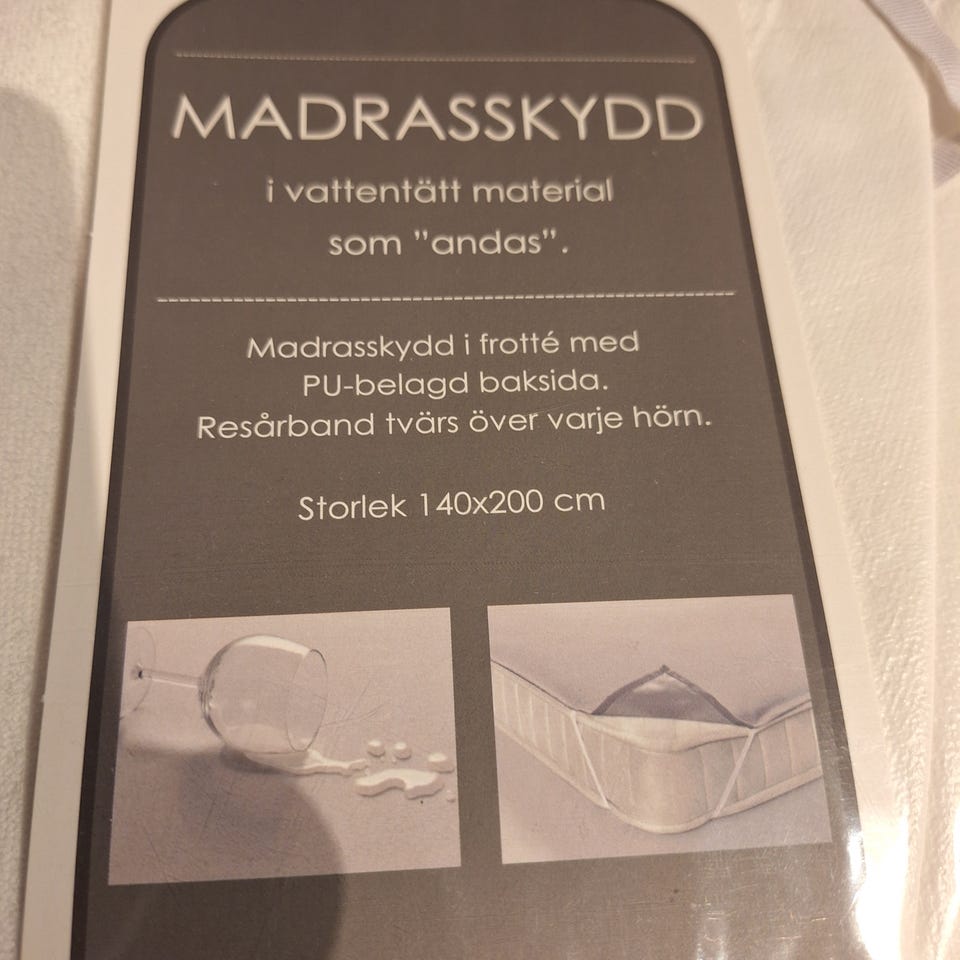 MADRASSKYDD
i vattentätt material
som ”andas”.
Madrasskydd i frotté med
PU-belagd baksida.
Resårband tvärs över varje hörn.
Storlek 140x200 cm